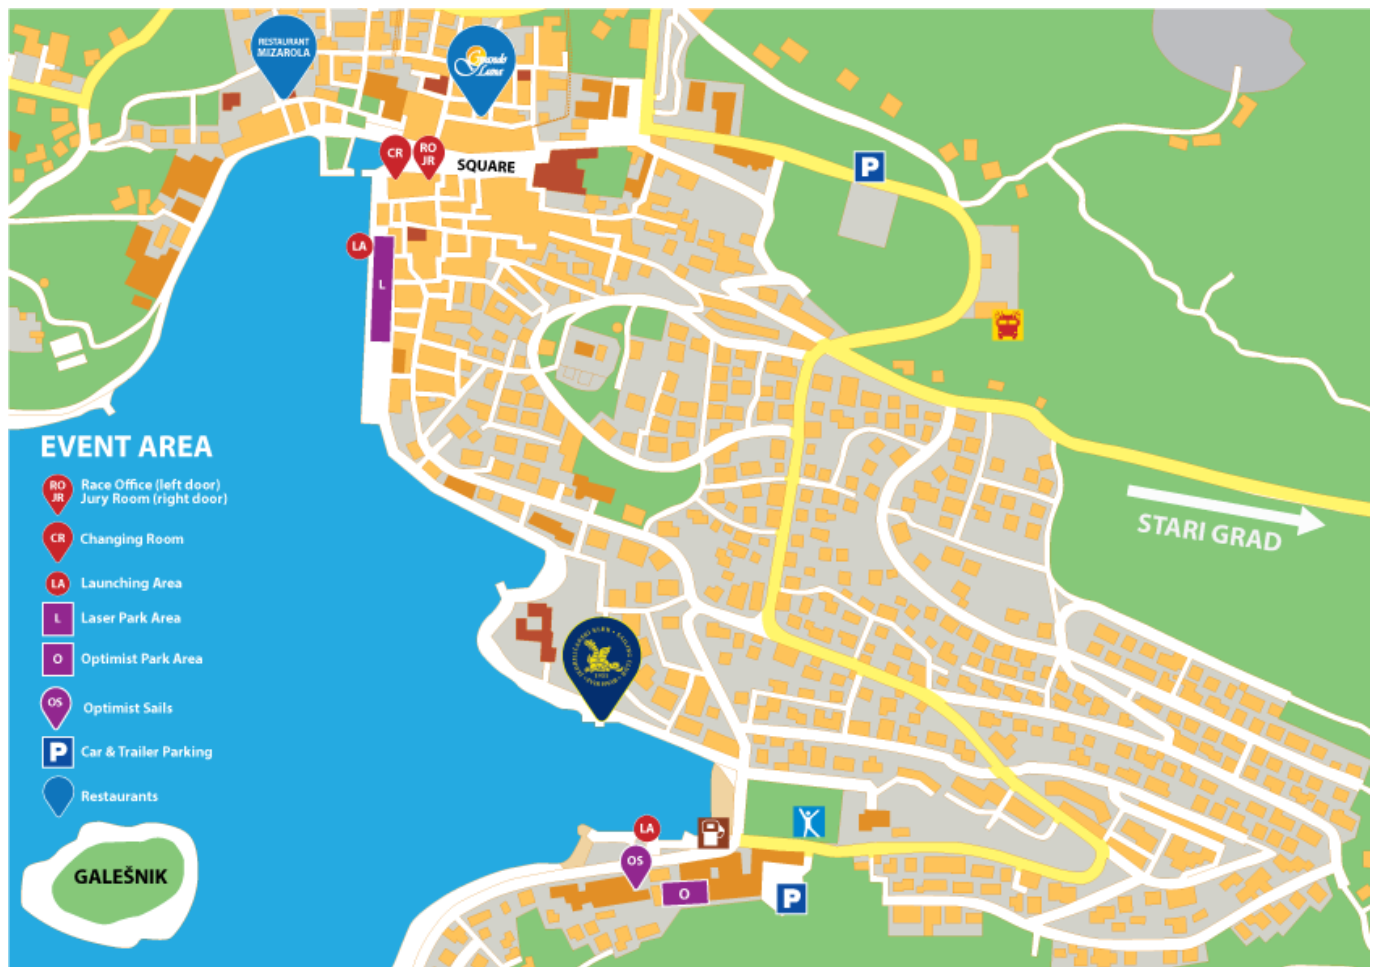 RESTAURANT
MIZAROLA
P
CR
RO
JR
SQUARE
LA
L
EVENT AREA
RO
JR
Race Office (left door)
Jury Room (right door)
CR
Changing Room
LA
Launching Area
L
Laser Park Area
O
Optimist Park Area
OS
Optimist Sails
P
Car & Trailer Parking
Restaurants
GALEŠNIK
STARI GRAD
LA
OS
O
P